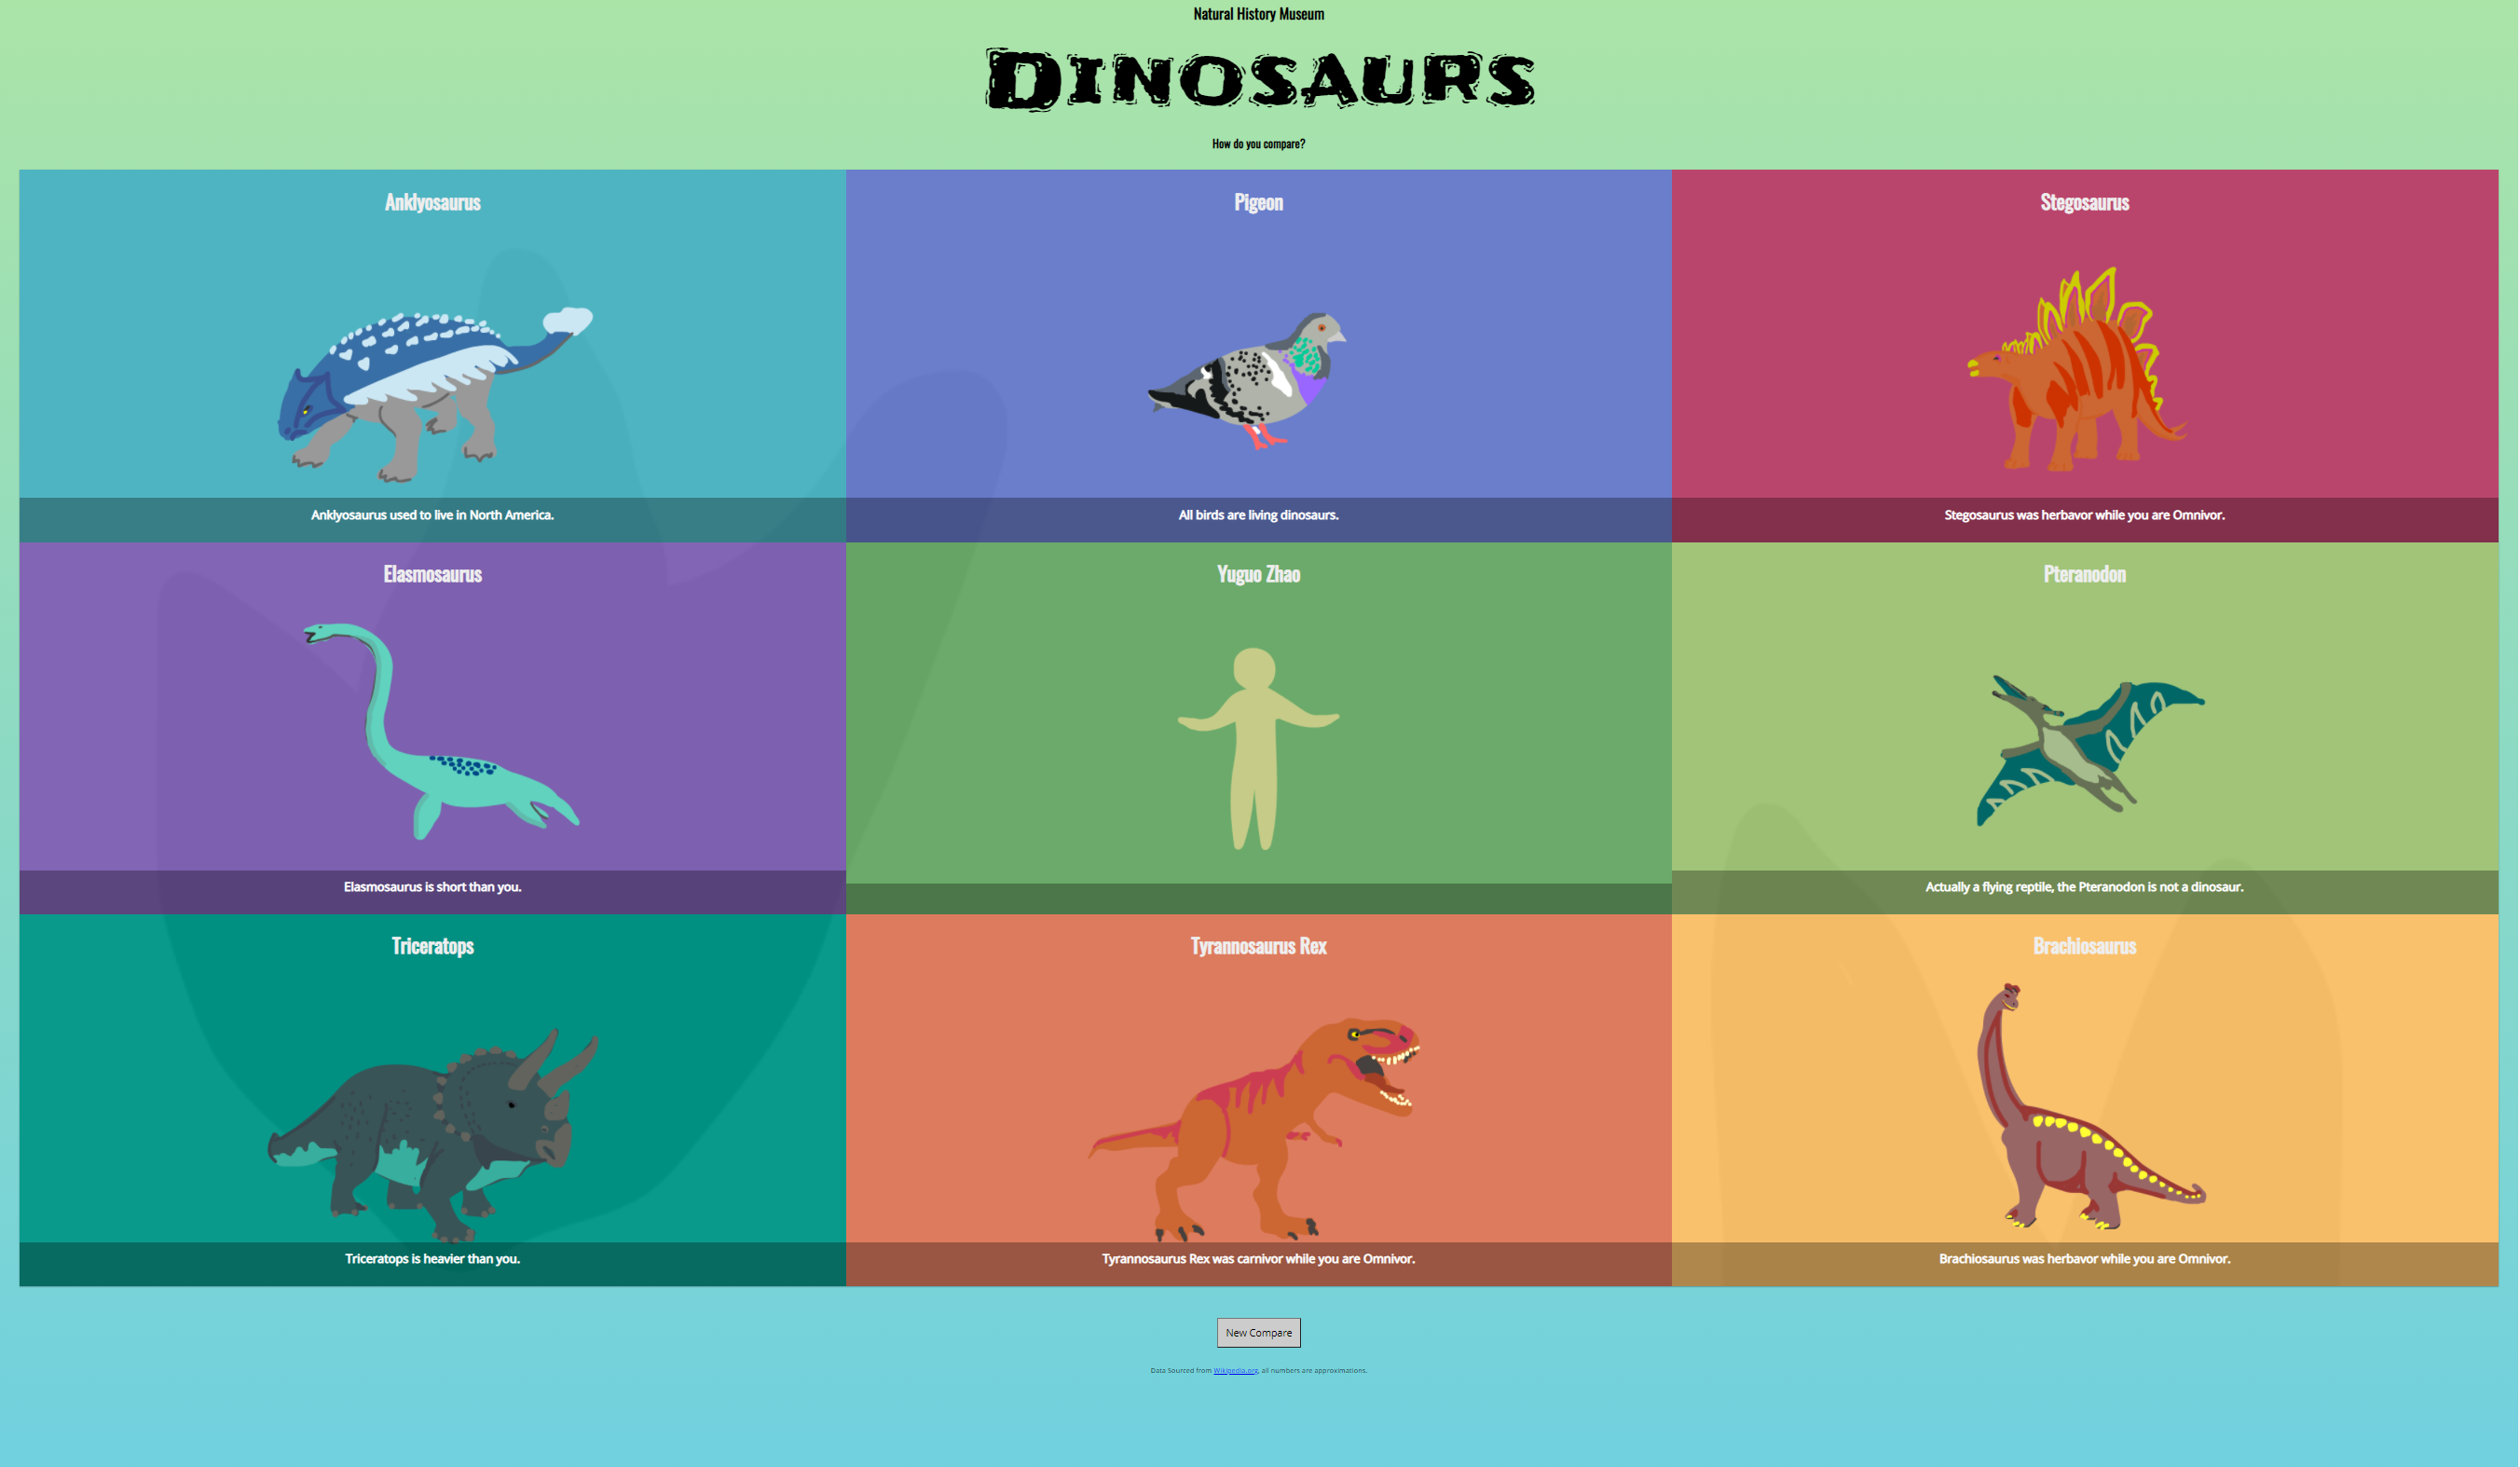 Natural History Museum
Dinosaurs
How do you compare?
Anklyosaurus
Pigeon
Stegosaurus
Anklyosaurus used to live in North America.
All birds are living dinosaurs.
Stegosaurus was herbavor while you are Omnivor.
Elasmosaurus
Yuguo Zhao
Pteranodon
Elasmosaurus is short than you.
Actually a flying reptile, the Pteranodon is not a dinosaur.
Triceratops
Tyrannosaurus Rex
Brachiosaurus
Triceratops is heavier than you.
Tyrannosaurus Rex was carnivor while you are Omnivor.
Brachiosaurus was herbavor while you are Omnivor.
New Compare
Data Sourced from Wikipedia.org, all numbers are approximations.